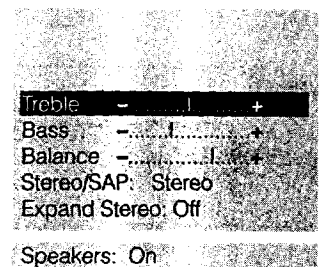 Treble - ........I........ +
Bass - .....I........... +
Balance - ............I.... +
Stereo/SAP: Stereo
Expand Stereo: Off
Speakers: On